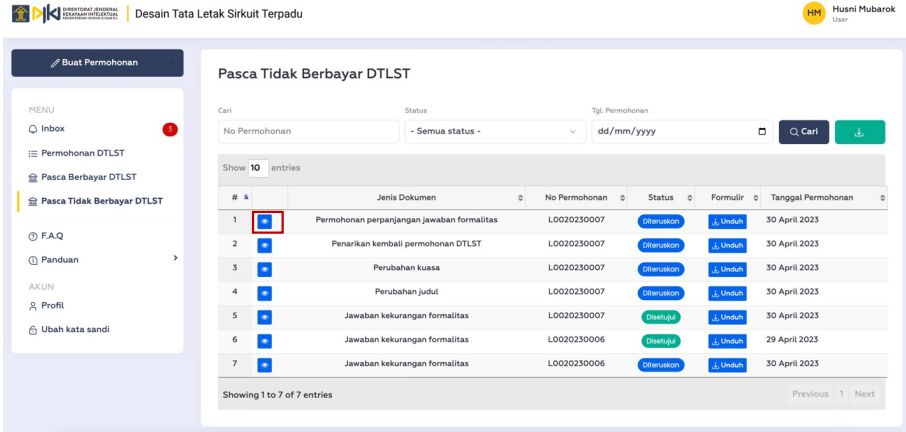 DIREKTORAT JENDERAL
KEKAYAAN INTELEKTUAL
KEMENTERIAN HUKUM & HAM R.I.
Desain Tata Letak Sirkuit Terpadu
HM
Husni Mubarok
User
Buat Permohonan
MENU
Inbox 3
Permohonan DTLST
Pasca Berbayar DTLST
Pasca Tidak Berbayar DTLST
F.A.Q
Panduan
AKUN
Profil
Ubah kata sandi
Pasca Tidak Berbayar DTLST
Cari Status Tgl. Permohonan
No Permohonan - Semua status - dd/mm/yyyy Cari
Show 10 entries
# Jenis Dokumen No Permohonan Status Formulir Tanggal Permohonan
1 Permohonan perpanjangan jawaban formalitas L0020230007 Diteruskan Unduh 30 April 2023
2 Penarikan kembali permohonan DTLST L0020230007 Diteruskan Unduh 30 April 2023
3 Perubahan kuasa L0020230007 Diteruskan Unduh 30 April 2023
4 Perubahan judul L0020230007 Diteruskan Unduh 30 April 2023
5 Jawaban kekurangan formalitas L0020230007 Disetujui Unduh 30 April 2023
6 Jawaban kekurangan formalitas L0020230006 Disetujui Unduh 29 April 2023
7 Jawaban kekurangan formalitas L0020230006 Diteruskan Unduh 30 April 2023
Showing 1 to 7 of 7 entries
Previous 1 Next